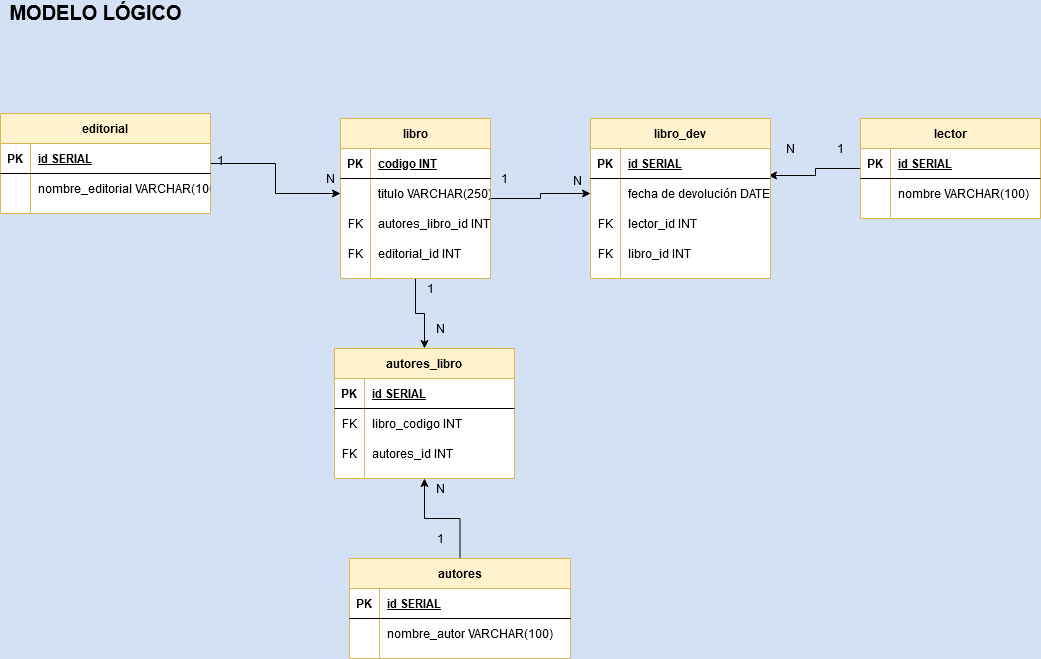 MODELO LÓGICO
editorial
PK id SERIAL
nombre_editorial VARCHAR(10
1
N
libro
PK codigo INT
titulo VARCHAR(250)
FK autores_libro_id INT
FK editorial_id INT
1
N
libro_dev
PK id SERIAL
fecha de devolución DATE
FK lector_id INT
FK libro_id INT
N
1
lector
PK id SERIAL
nombre VARCHAR(100)
1
N
autores_libro
PK id SERIAL
FK libro_codigo INT
FK autores_id INT
N
1
autores
PK id SERIAL
nombre_autor VARCHAR(100)